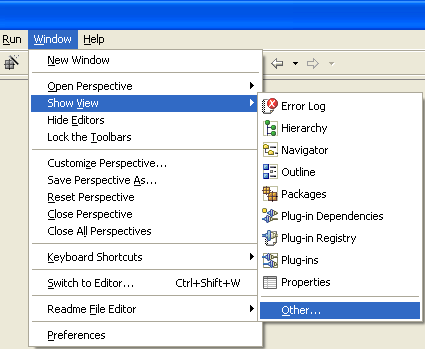 Run Window Help
New Window
Open Perspective
Show View
Hide Editors
Lock the Toolbars
Customize Perspective...
Save Perspective As...
Reset Perspective
Close Perspective
Close All Perspectives
Keyboard Shortcuts
Switch to Editor... Ctrl+Shift+W
Readme File Editor
Preferences
Error Log
Hierarchy
Navigator
Outline
Packages
Plug-in Dependencies
Plug-in Registry
Plug-ins
Properties
Other...